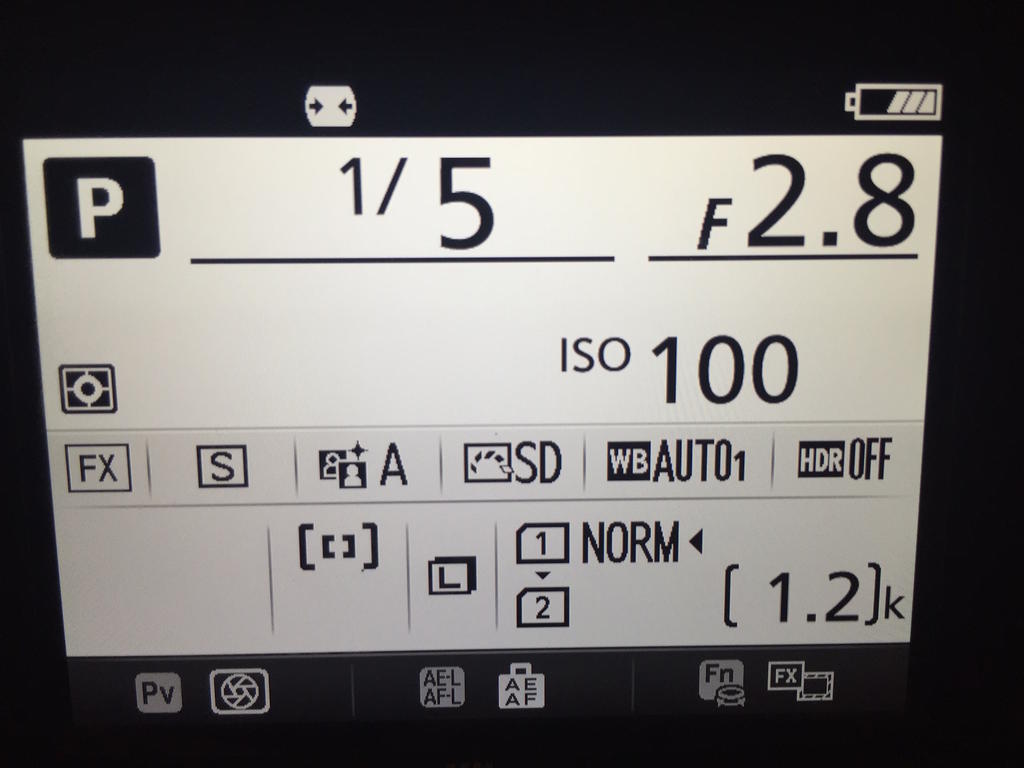 P 1/5 F2.8
ISO 100
FX S A SD WB AUTO1 HDR OFF
1 NORM
L
2 [1.2]k
Pv AE-L AF-L AE AF Fn FX